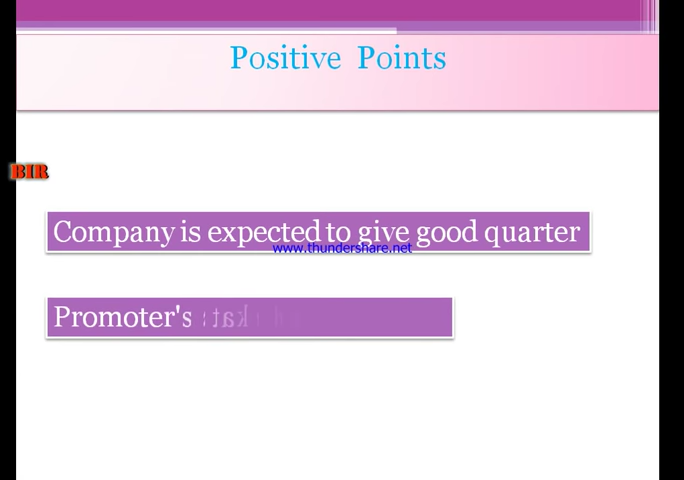 Positive Points
BIR
Company is expected to give good quarter
www.thundershare.net
Promoter's